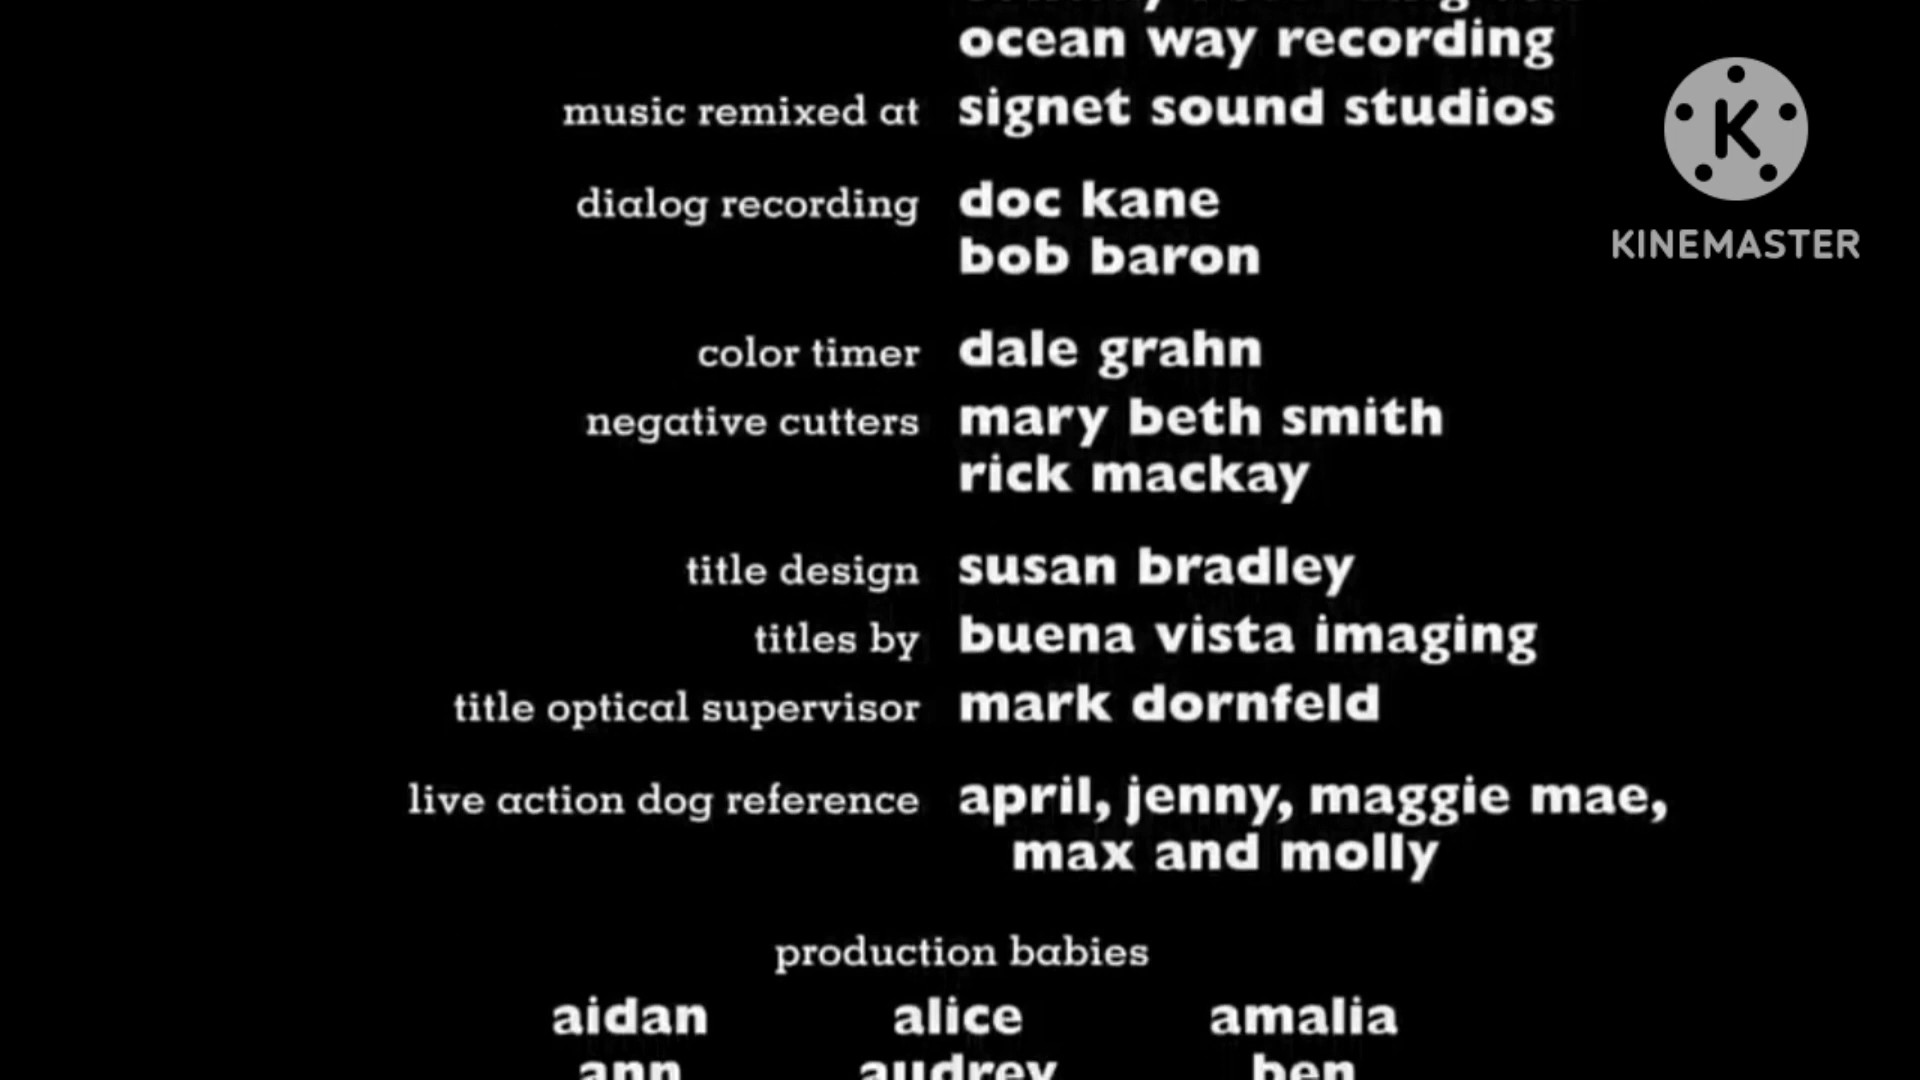 ocean way recording
music remixed at signet sound studios
dialog recording doc kane
bob baron
color timer dale grahn
negative cutters mary beth smith
rick mackay
title design susan bradley
titles by buena vista imaging
title optical supervisor mark dornfeld
live action dog reference april, jenny, maggie mae,
max and molly
production babies
aidan alice amalia
ann audrey ben
K
KINEMASTER